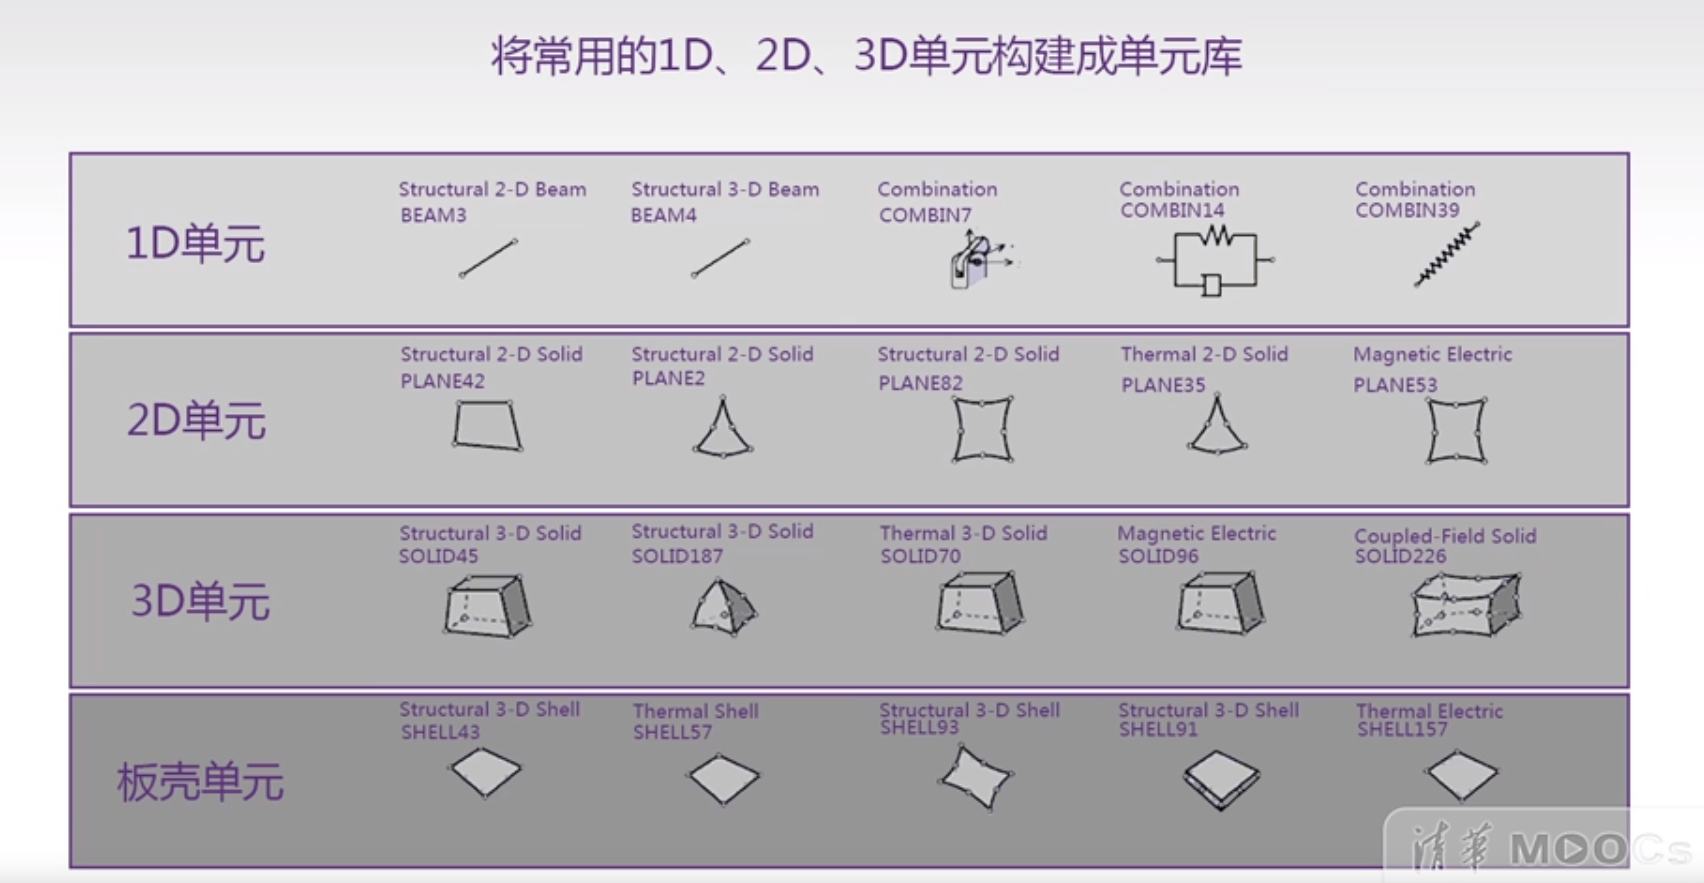 将常用的1D、2D、3D单元构建成单元库
1D单元
Structural 2-D Beam
BEAM3
Structural 3-D Beam
BEAM4
Combination
COMBIN7
Combination
COMBIN14
Combination
COMBIN39
2D单元
Structural 2-D Solid
PLANE42
Structural 2-D Solid
PLANE2
Structural 2-D Solid
PLANE82
Thermal 2-D Solid
PLANE35
Magnetic Electric
PLANE53
3D单元
Structural 3-D Solid
SOLID45
Structural 3-D Solid
SOLID187
Thermal 3-D Solid
SOLID70
Magnetic Electric
SOLID96
Coupled-Field Solid
SOLID226
板壳单元
Structural 3-D Shell
SHELL43
Thermal Shell
SHELL57
Structural 3-D Shell
SHELL93
Structural 3-D Shell
SHELL91
Thermal Electric
SHELL157
清華 MOOCs